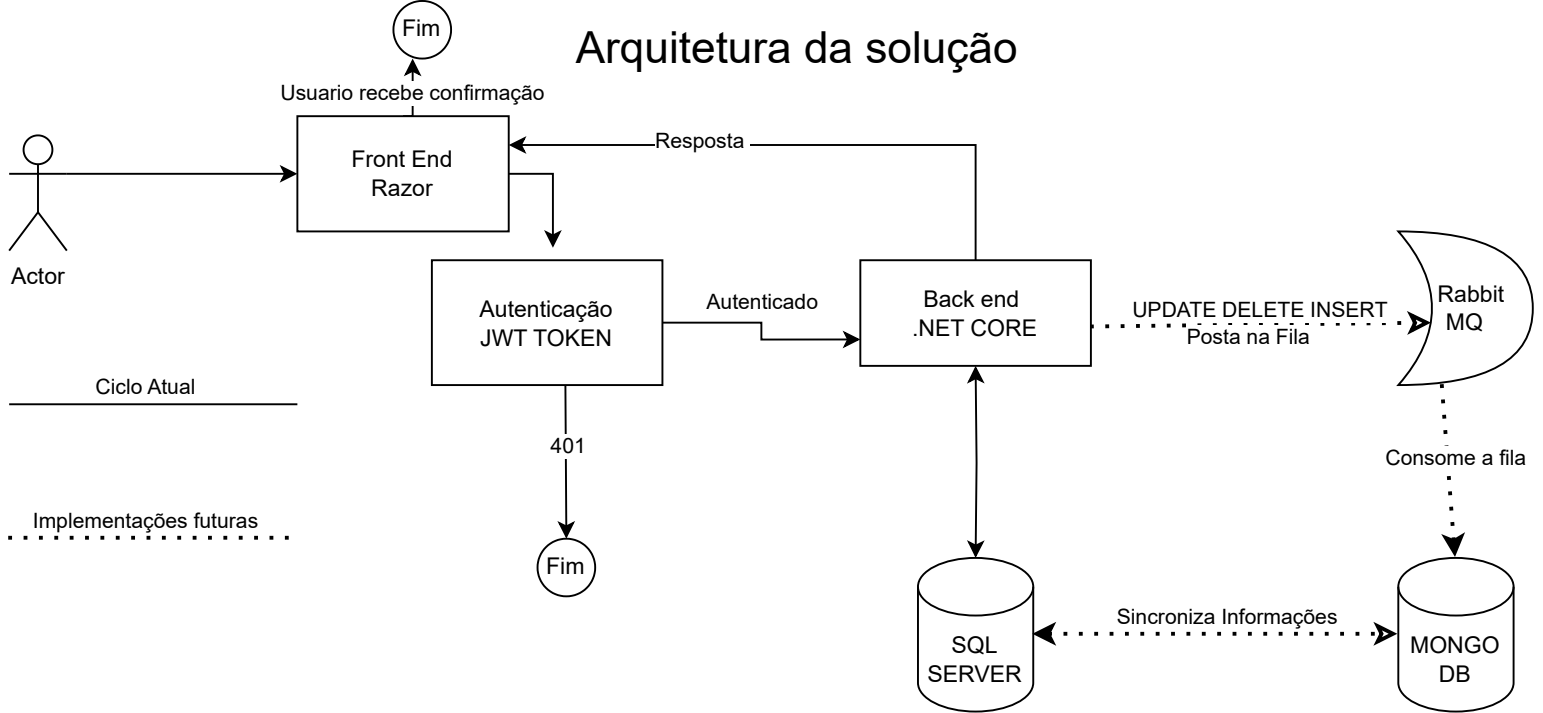 Fim
Arquitetura da solução
Usuario recebe confirmação
Resposta
Front End
Razor
Actor
Autenticação
JWT TOKEN
Autenticado
Back end
.NET CORE
UPDATE DELETE INSERT
Posta na Fila
Rabbit
MQ
Ciclo Atual
401
Consome a fila
Implementações futuras
Fim
Sincroniza Informações
SQL
SERVER
MONGO
DB